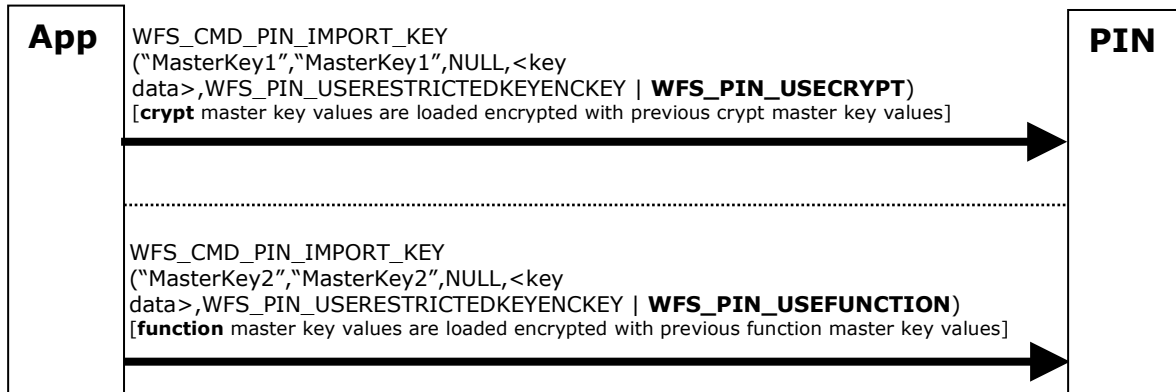 App
PIN
WFS_CMD_PIN_IMPORT_KEY
(“MasterKey1”,“MasterKey1”,NULL,<key
data>,WFS_PIN_USERESTRICTEDKEYENCKEY | WFS_PIN_USECRYPT)
[crypt master key values are loaded encrypted with previous crypt master key values]
WFS_CMD_PIN_IMPORT_KEY
(“MasterKey2”,“MasterKey2”,NULL,<key
data>,WFS_PIN_USERESTRICTEDKEYENCKEY | WFS_PIN_USEFUNCTION)
[function master key values are loaded encrypted with previous function master key values]